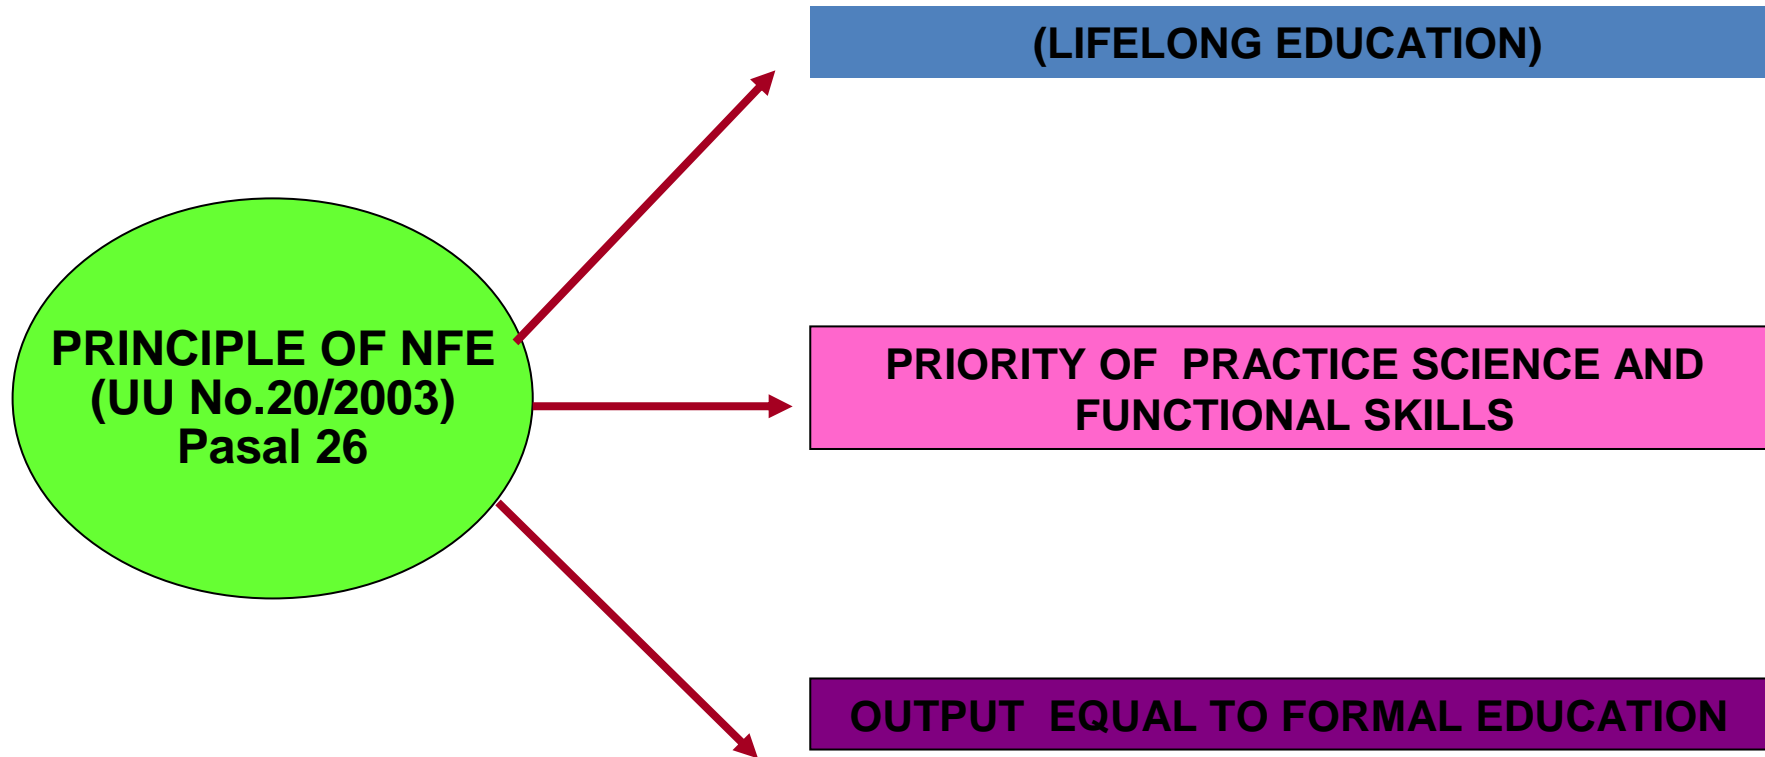 (LIFELONG EDUCATION)
PRINCIPLE OF NFE
(UU No.20/2003)
Pasal 26
PRIORITY OF PRACTICE SCIENCE AND
FUNCTIONAL SKILLS
OUTPUT EQUAL TO FORMAL EDUCATION